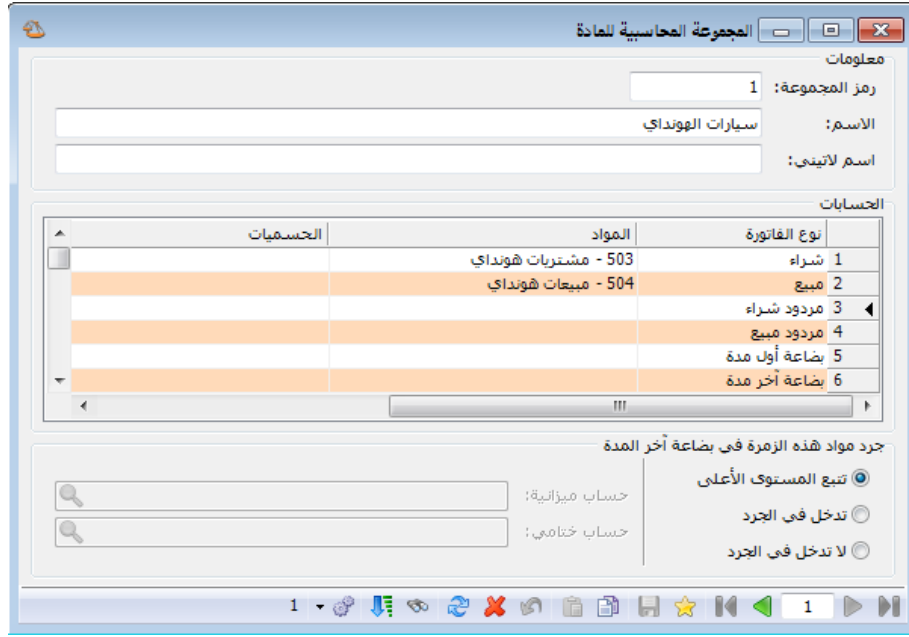 المجموعة المحاسبية للمادة
معلومات
رمز المجموعة: 1
الاسم: سيارات الهونداي
اسم لاتيني:
الحسابات
نوع الفاتورة المواد الحسميات
1 شراء 503 - مشتريات هونداي
2 مبيع 504 - مبيعات هونداي
3 مردود شراء
4 مردود مبيع
5 بضاعة أول مدة
6 بضاعة آخر مدة
جرد مواد هذه الزمرة في بضاعة آخر المدة
تتبع المستوى الأعلى
تدخل في الجرد
لا تدخل في الجرد
حساب ميزانية:
حساب ختامي:
1 1